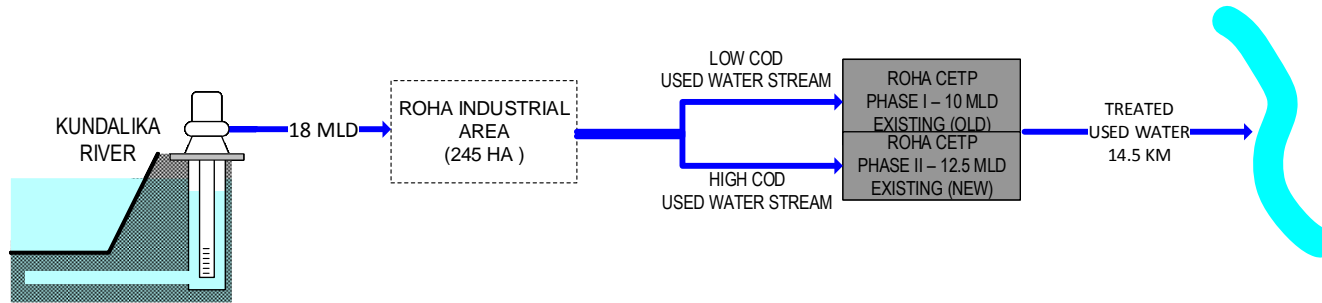 KUNDALIKA
RIVER
18 MLD
ROHA INDUSTRIAL
AREA
(245 HA )
LOW COD
USED WATER STREAM
HIGH COD
USED WATER STREAM
ROHA CETP
PHASE I – 10 MLD
EXISTING (OLD)
ROHA CETP
PHASE II – 12.5 MLD
EXISTING (NEW)
TREATED
USED WATER
14.5 KM